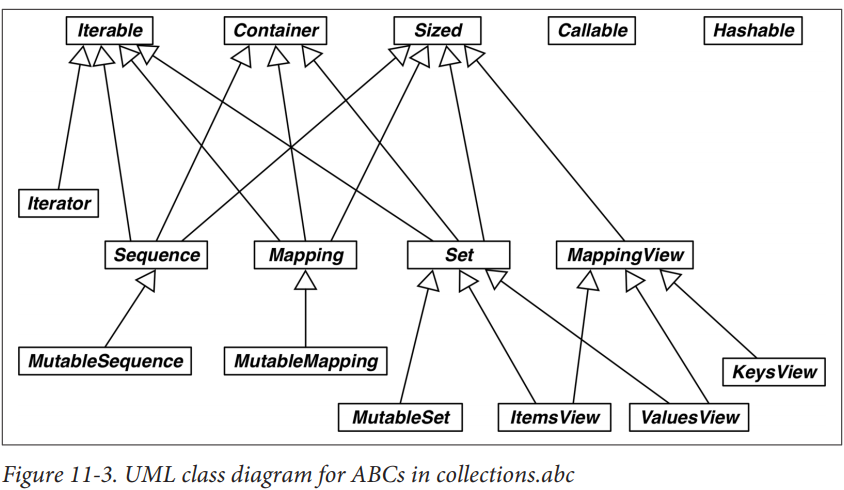 Iterable Container Sized Callable Hashable
Iterator
Sequence Mapping Set MappingView
MutableSequence MutableMapping
KeysView
MutableSet ItemsView ValuesView
Figure 11-3. UML class diagram for ABCs in collections.abc